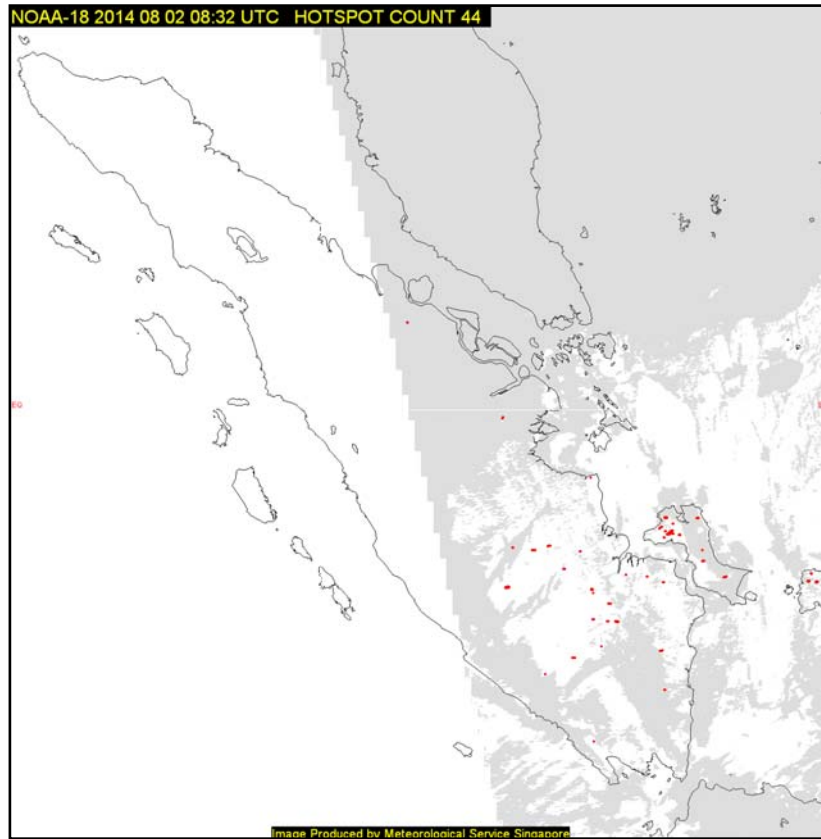 NOAA-18 2014 08 02 08:32 UTC HOTSPOT COUNT 44
EQ
Image Produced by Meteorological Service Singapore